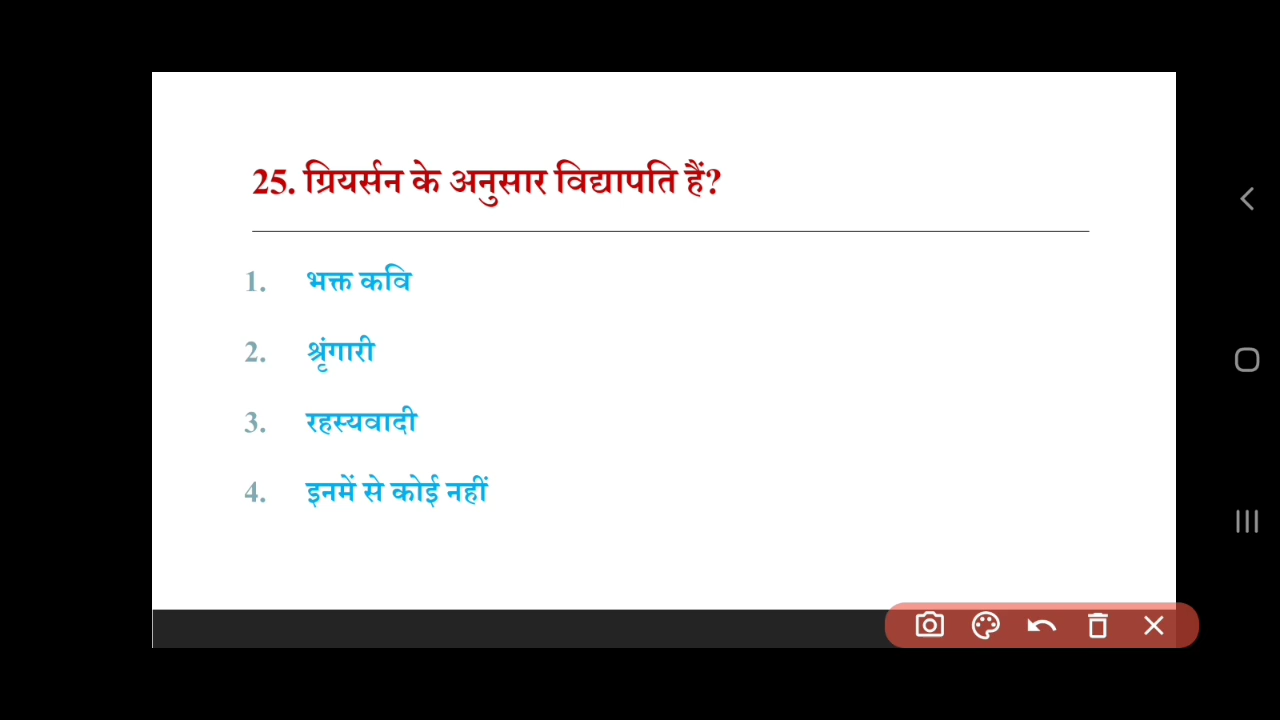 25. ग्रियर्सन के अनुसार विद्यापति हैं?
1. भक्त कवि
2. श्रृंगारी
3. रहस्यवादी
4. इनमें से कोई नहीं